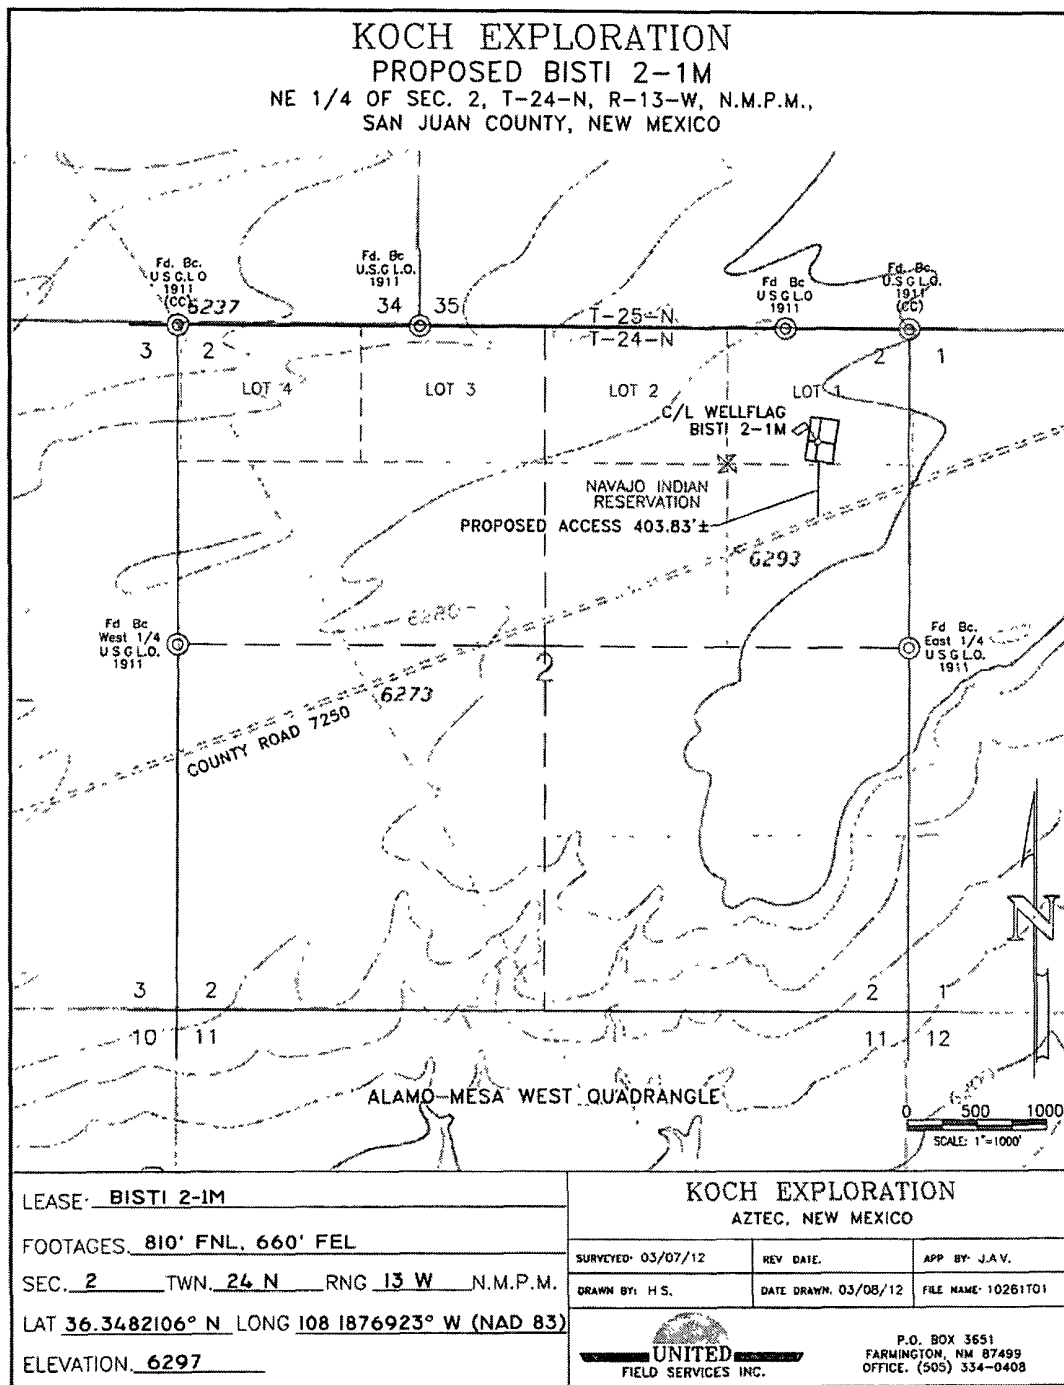 KOCH EXPLORATION
PROPOSED BISTI 2-1M
NE 1/4 OF SEC. 2, T-24-N, R-13-W, N.M.P.M.,
SAN JUAN COUNTY, NEW MEXICO
Fd. Bc.
U S G.L.O
1911
(CC)
6237
Fd. Bc
U.S.G L.O.
1911
34 35
Fd Bc
U S G L.O
1911
Fd. Bc
U.S.G L.O.
1911
(CC)
T-25-N
T-24-N
3 2
2 1
LOT 4
LOT 3
LOT 2
LOT 1
C/L WELLFLAG
BISTI 2-1M
NAVAJO INDIAN
RESERVATION
PROPOSED ACCESS 403.83'±
6293
6280
Fd Bc
West 1/4
U S G L.O.
1911
Fd Bc.
East 1/4
U S G L.O.
1911
2
6273
COUNTY ROAD 7250
N
3 2
2 1
10 11
11 12
ALAMO-MESA WEST QUADRANGLE
0 500 1000
SCALE: 1"=1000'
LEASE: BISTI 2-1M
FOOTAGES. 810' FNL, 660' FEL
SEC. 2 TWN. 24 N RNG 13 W N.M.P.M.
LAT 36.3482106° N LONG 108 1876923° W (NAD 83)
ELEVATION. 6297
KOCH EXPLORATION
AZTEC, NEW MEXICO
SURVEYED: 03/07/12 REV DATE. APP BY: J.A V.
DRAWN BY: H S. DATE DRAWN. 03/08/12 FILE NAME: 10261T01
UNITED
FIELD SERVICES INC.
P.O. BOX 3651
FARMINGTON, NM 87499
OFFICE. (505) 334-0408